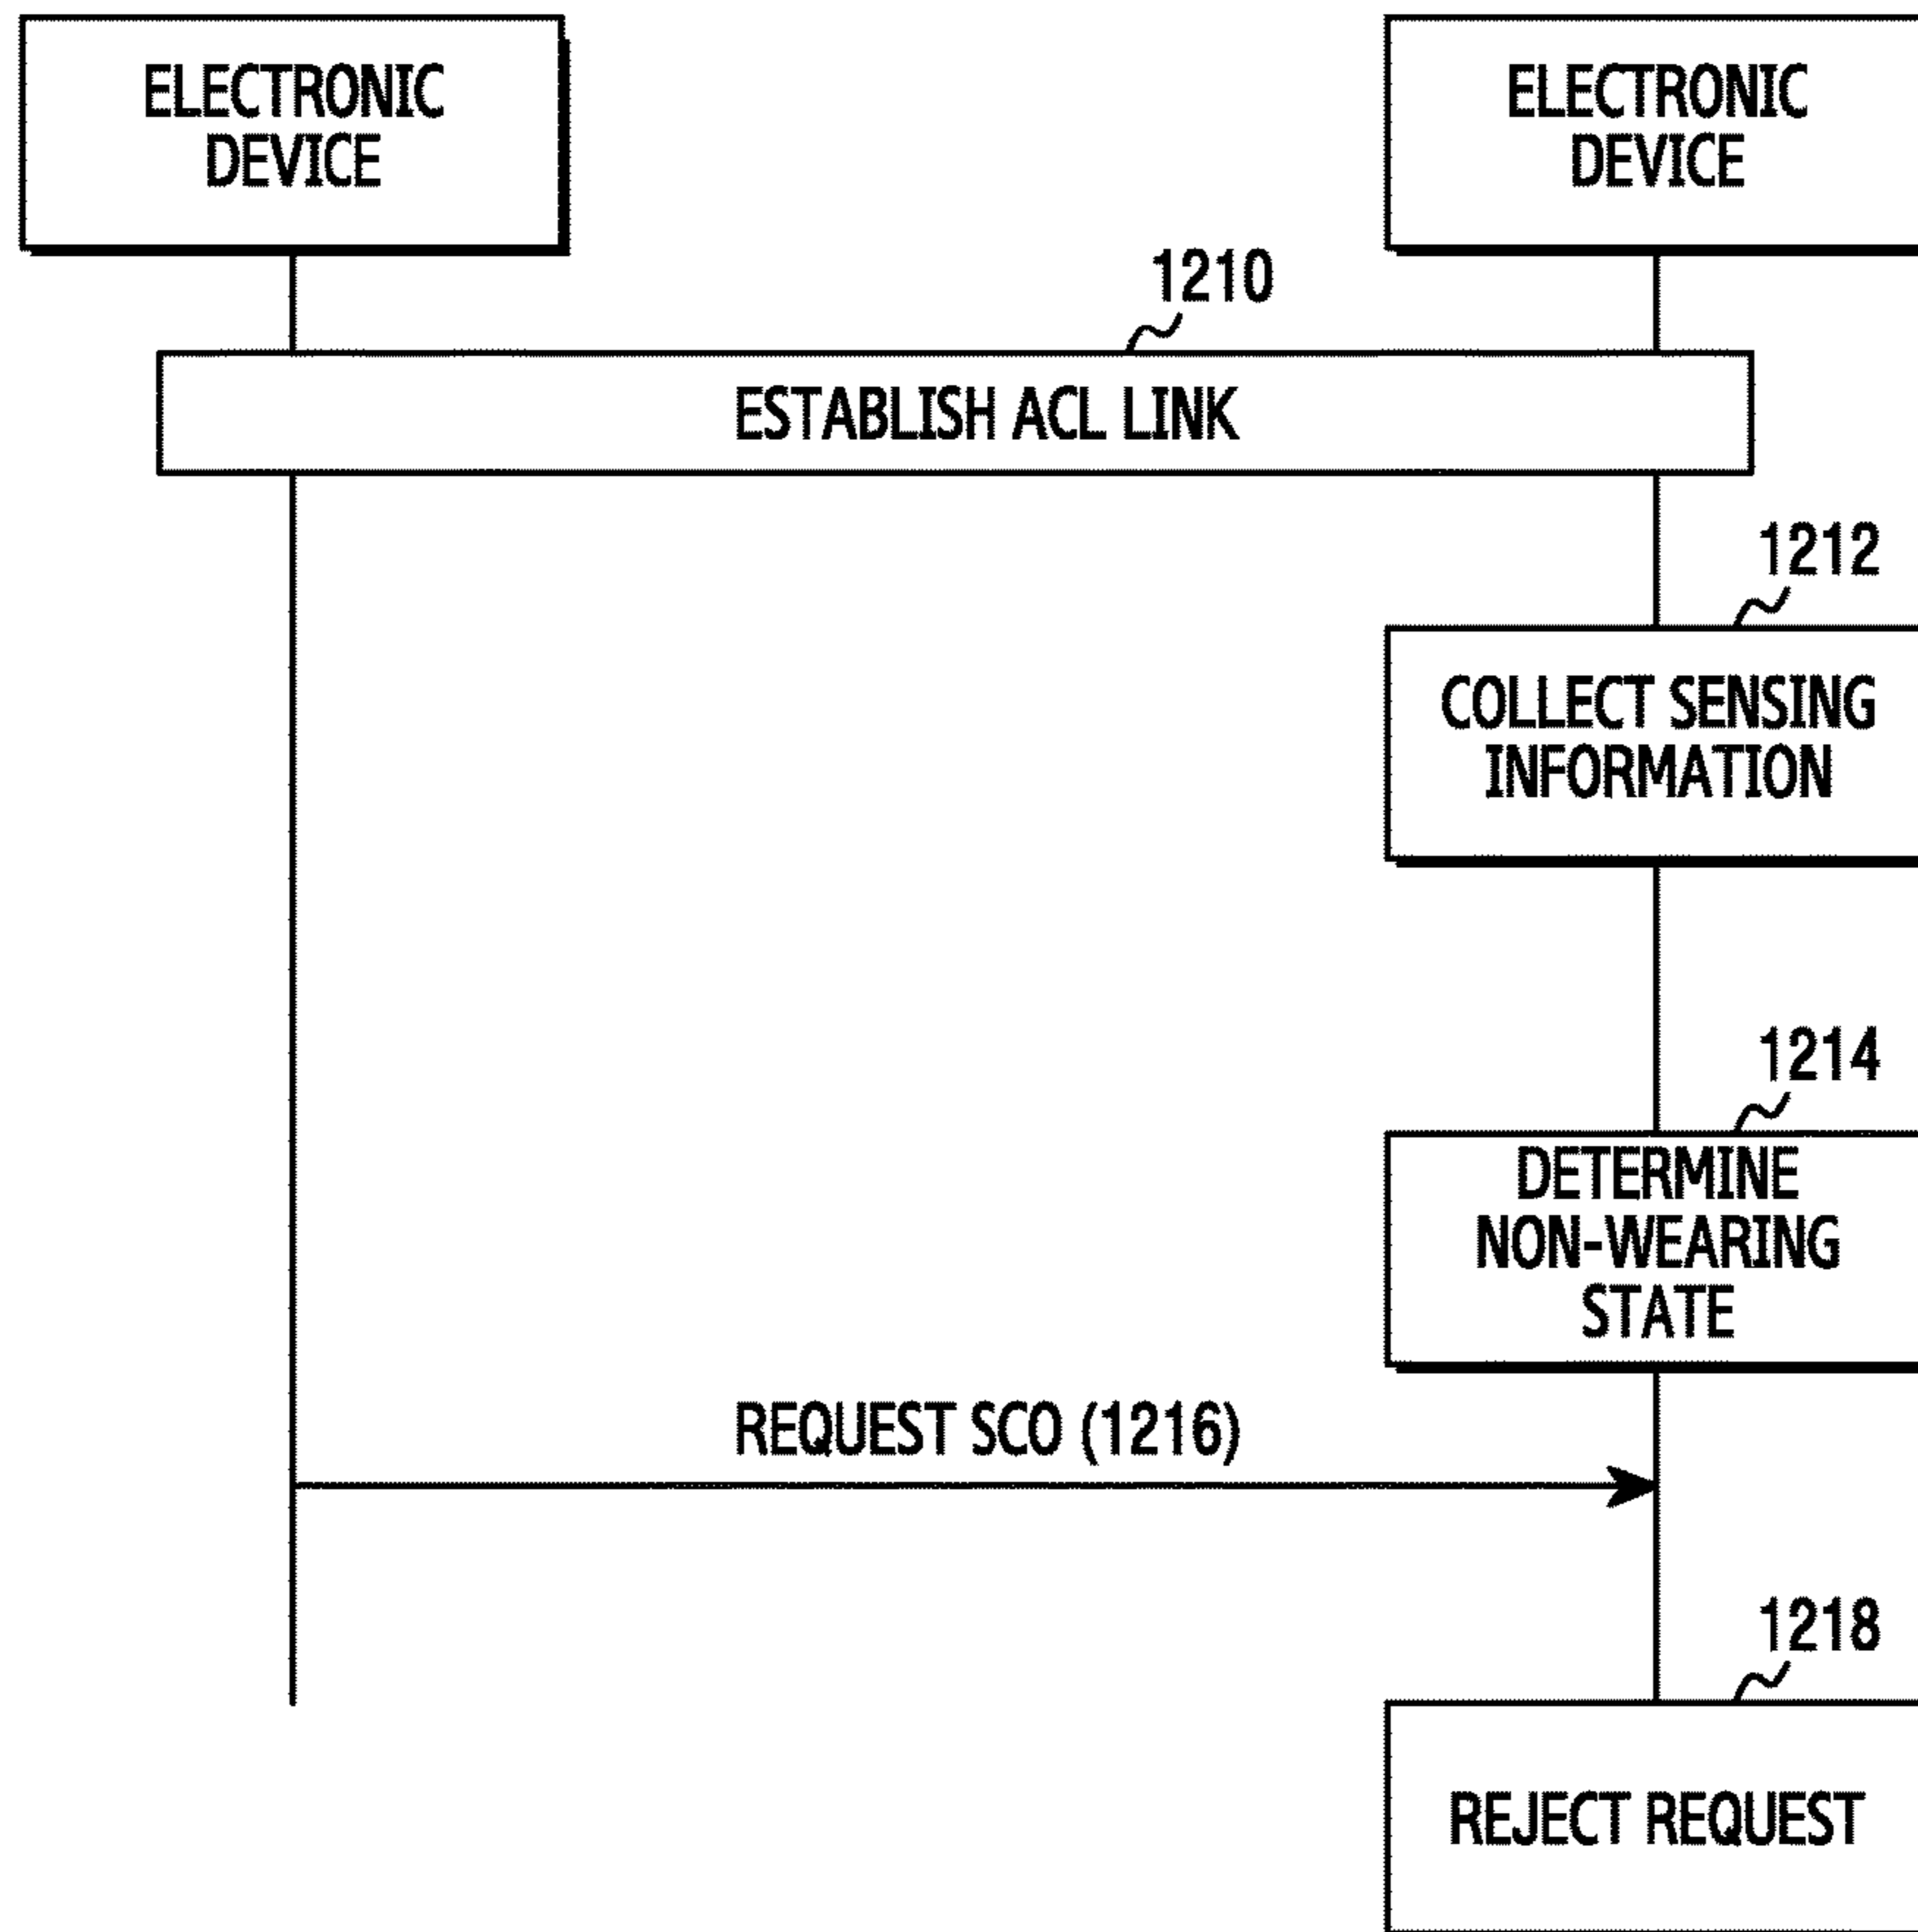 ELECTRONIC
DEVICE
ELECTRONIC
DEVICE
1210
ESTABLISH ACL LINK
1212
COLLECT SENSING
INFORMATION
1214
DETERMINE
NON-WEARING
STATE
REQUEST SCO (1216)
1218
REJECT REQUEST